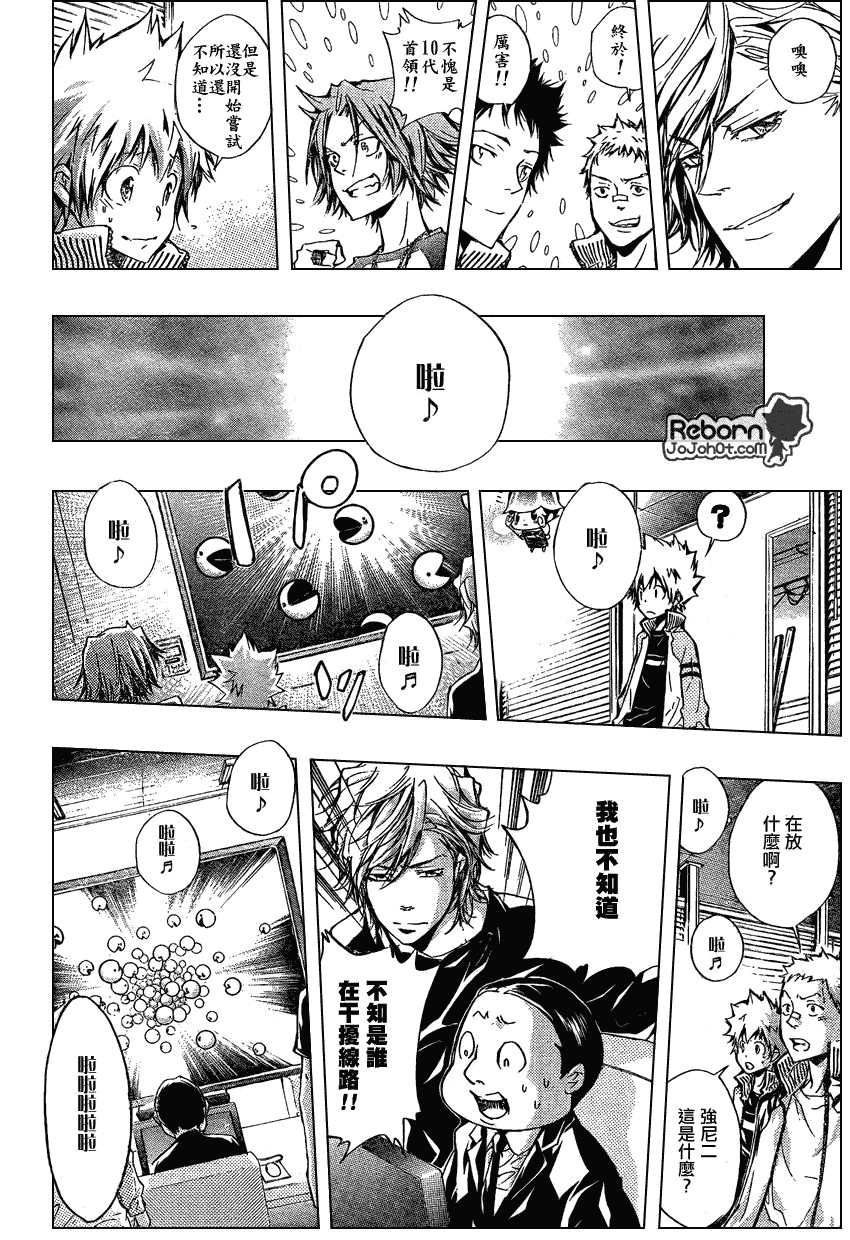 噢噢
終於！
厲害！！
不愧是
10代
首領！！
但是
還沒開始嘗試
所以還
不知道…
啦♪
Reborn
JoJoHOt.com
？
啦♪
啦♪
啦♬
在放
什麼啊？
啦♪
啦♬
強尼二
這是什麼？
我也不知道
不知是誰
在干擾線路！！
啦♪
啦啦♬
啦啦啦啦啦